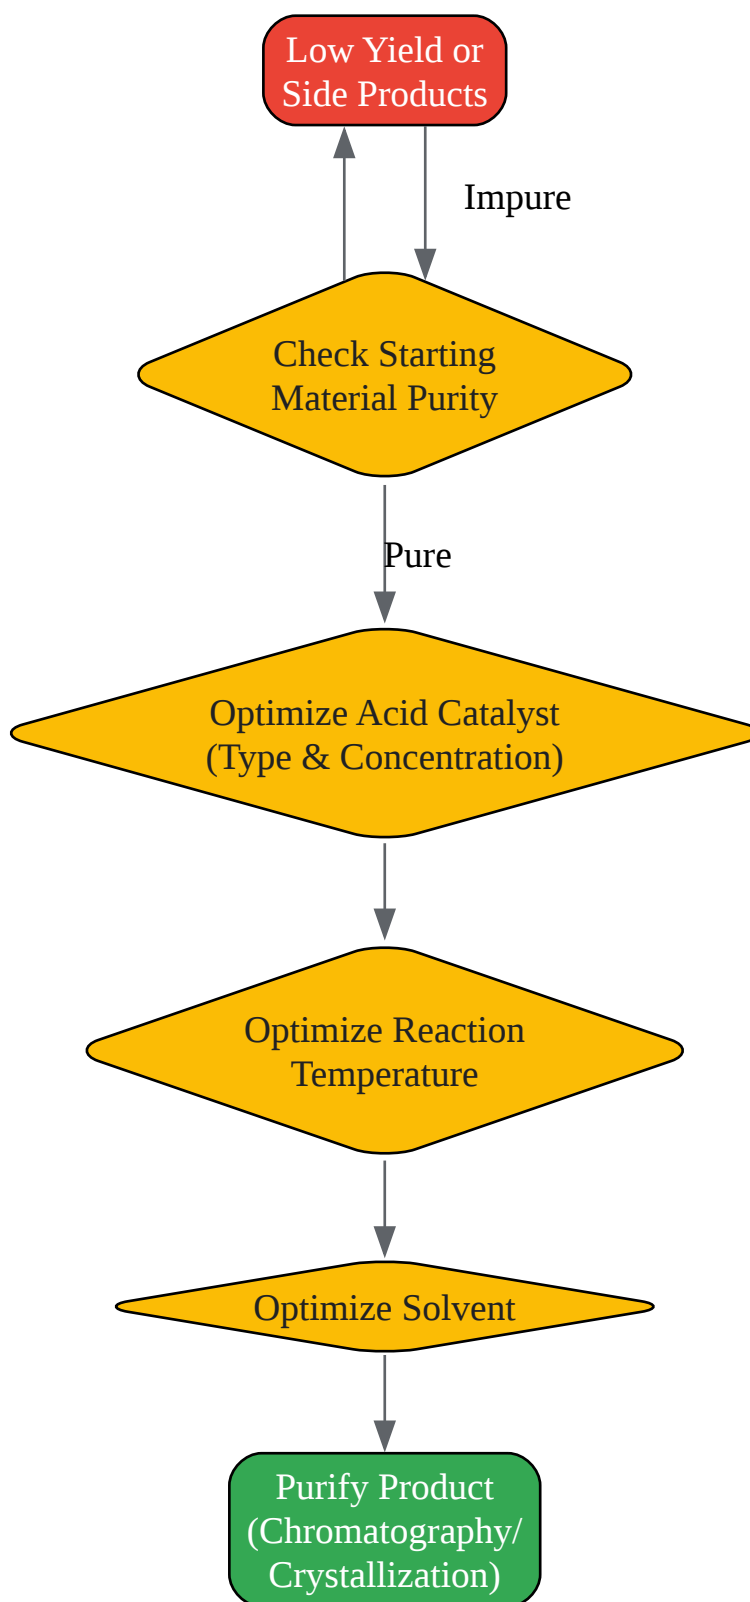 Low Yield or
Side Products
Impure
Check Starting
Material Purity
Pure
Optimize Acid Catalyst
(Type & Concentration)
Optimize Reaction
Temperature
Optimize Solvent
Purify Product
(Chromatography/
Crystallization)